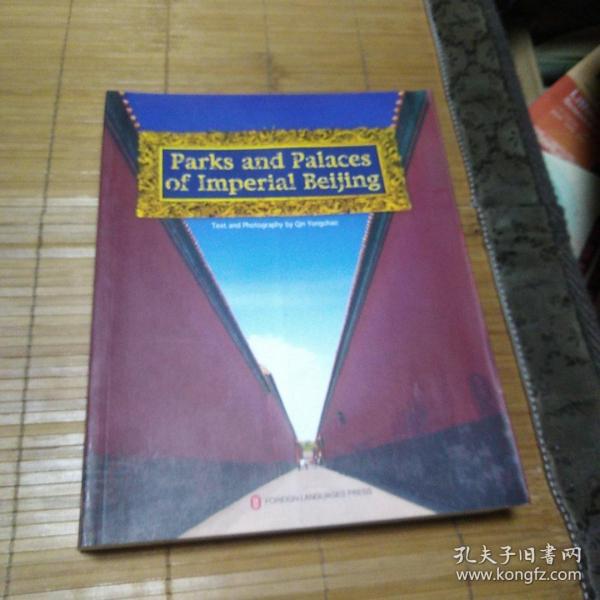 Parks and Palaces
of Imperial Beijing
Text and Photography by Qin Yongchao
FOREIGN LANGUAGES PRESS
孔夫子旧书网
www.kongfz.com